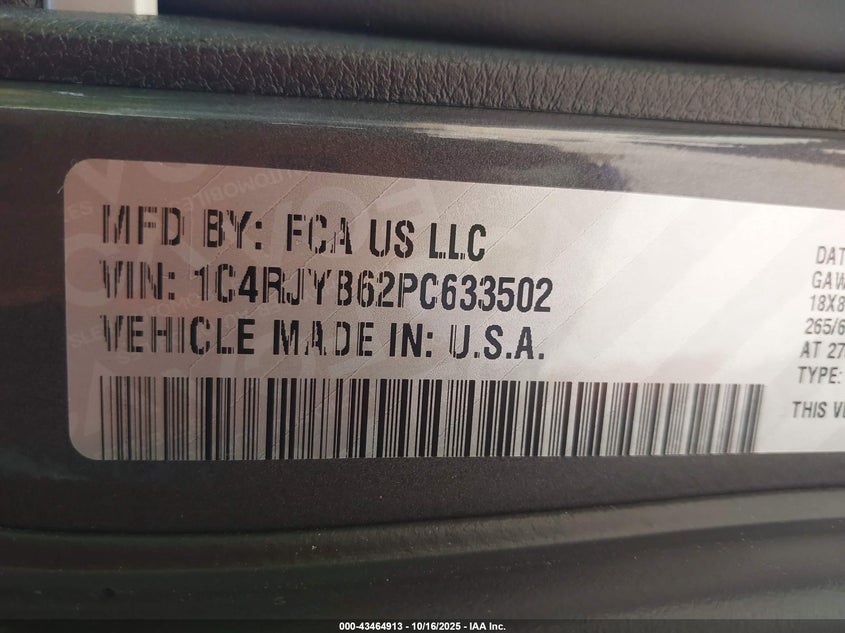 MFD BY: FCA US LLC
VIN: 1C4RJYB62PC633502
VEHICLE MADE IN: U.S.A.
DAT
GAW
18X8
265/6
AT 27
TYPE:
THIS VE
000-43464913 - 10/16/2025 - IAA Inc.